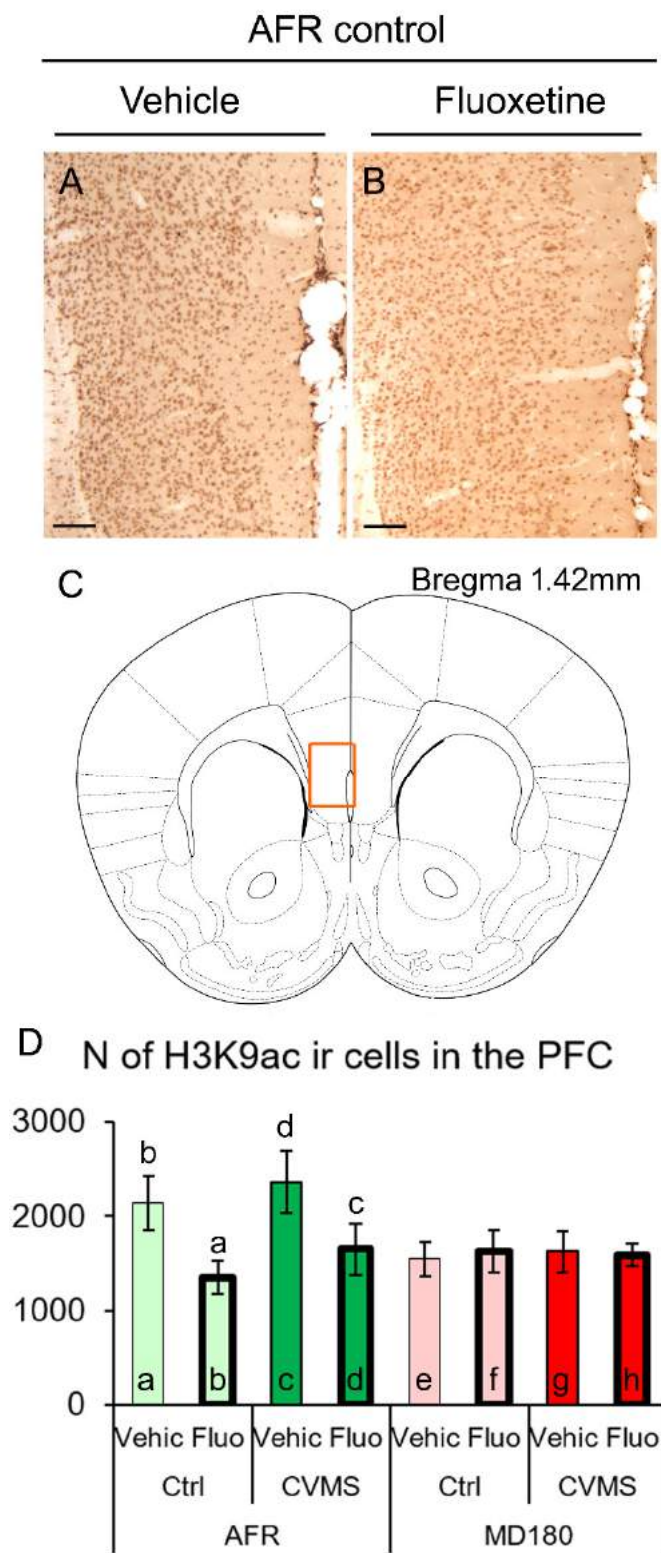 AFR control
Vehicle Fluoxetine
A B
C Bregma 1.42mm
D N of H3K9ac ir cells in the PFC
3000
2000
1000
0
b a d c
a b c d e f g h
Vehic Fluo Vehic Fluo Vehic Fluo Vehic Fluo
Ctrl CVMS Ctrl CVMS
AFR MD180